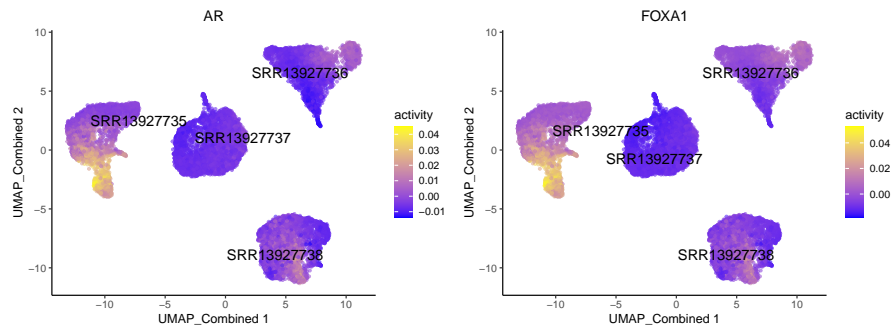 AR
UMAP_Combined 2
10
5
0
−5
−10
SRR13927736
SRR13927735
SRR13927737
SRR13927738
−10
−5
0
5
10
UMAP_Combined 1
activity
0.04
0.03
0.02
0.01
0.00
−0.01
FOXA1
UMAP_Combined 2
10
5
0
−5
−10
SRR13927736
SRR13927735
SRR13927737
SRR13927738
−10
−5
0
5
10
UMAP_Combined 1
activity
0.04
0.02
0.00